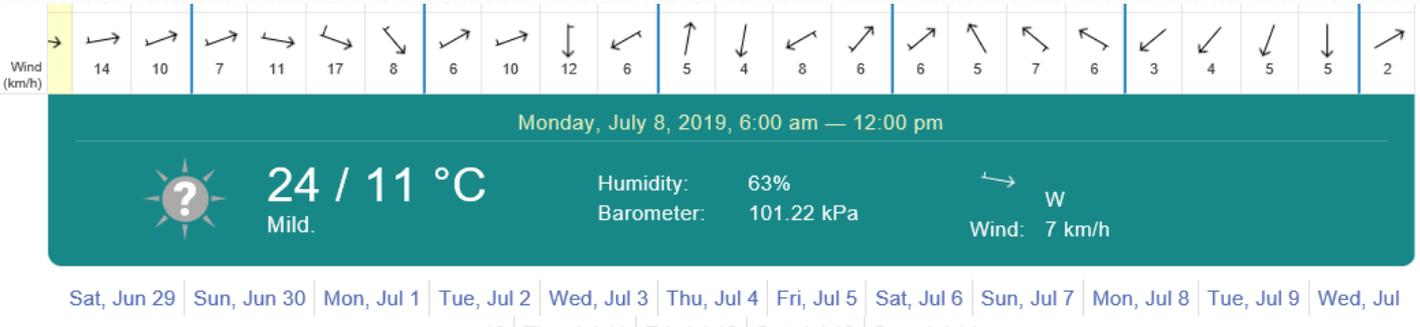 Wind
(km/h)
14 10 7 11 17 8 6 10 12 6 5 4 8 6 6 5 7 6 3 4 5 5 2
Monday, July 8, 2019, 6:00 am — 12:00 pm
?
24 / 11 °C
Mild.
Humidity: 63%
Barometer: 101.22 kPa
W
Wind: 7 km/h
Sat, Jun 29 Sun, Jun 30 Mon, Jul 1 Tue, Jul 2 Wed, Jul 3 Thu, Jul 4 Fri, Jul 5 Sat, Jul 6 Sun, Jul 7 Mon, Jul 8 Tue, Jul 9 Wed, Jul